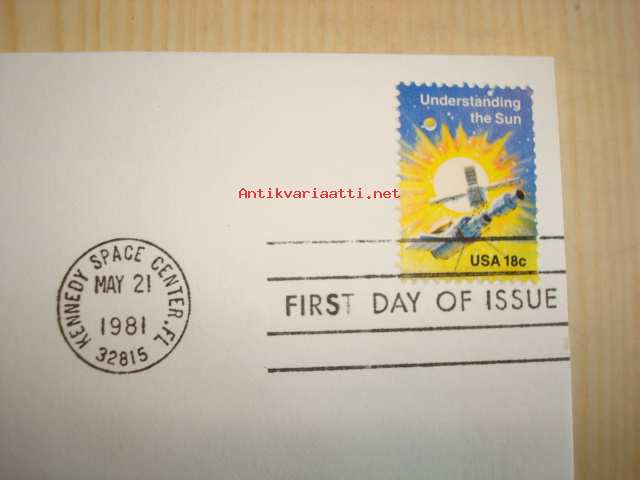 Understanding
the Sun
Antikvariaatti.net
USA 18c
KENNEDY SPACE CENTER, FL
MAY 21
1981
32815
FIRST DAY OF ISSUE